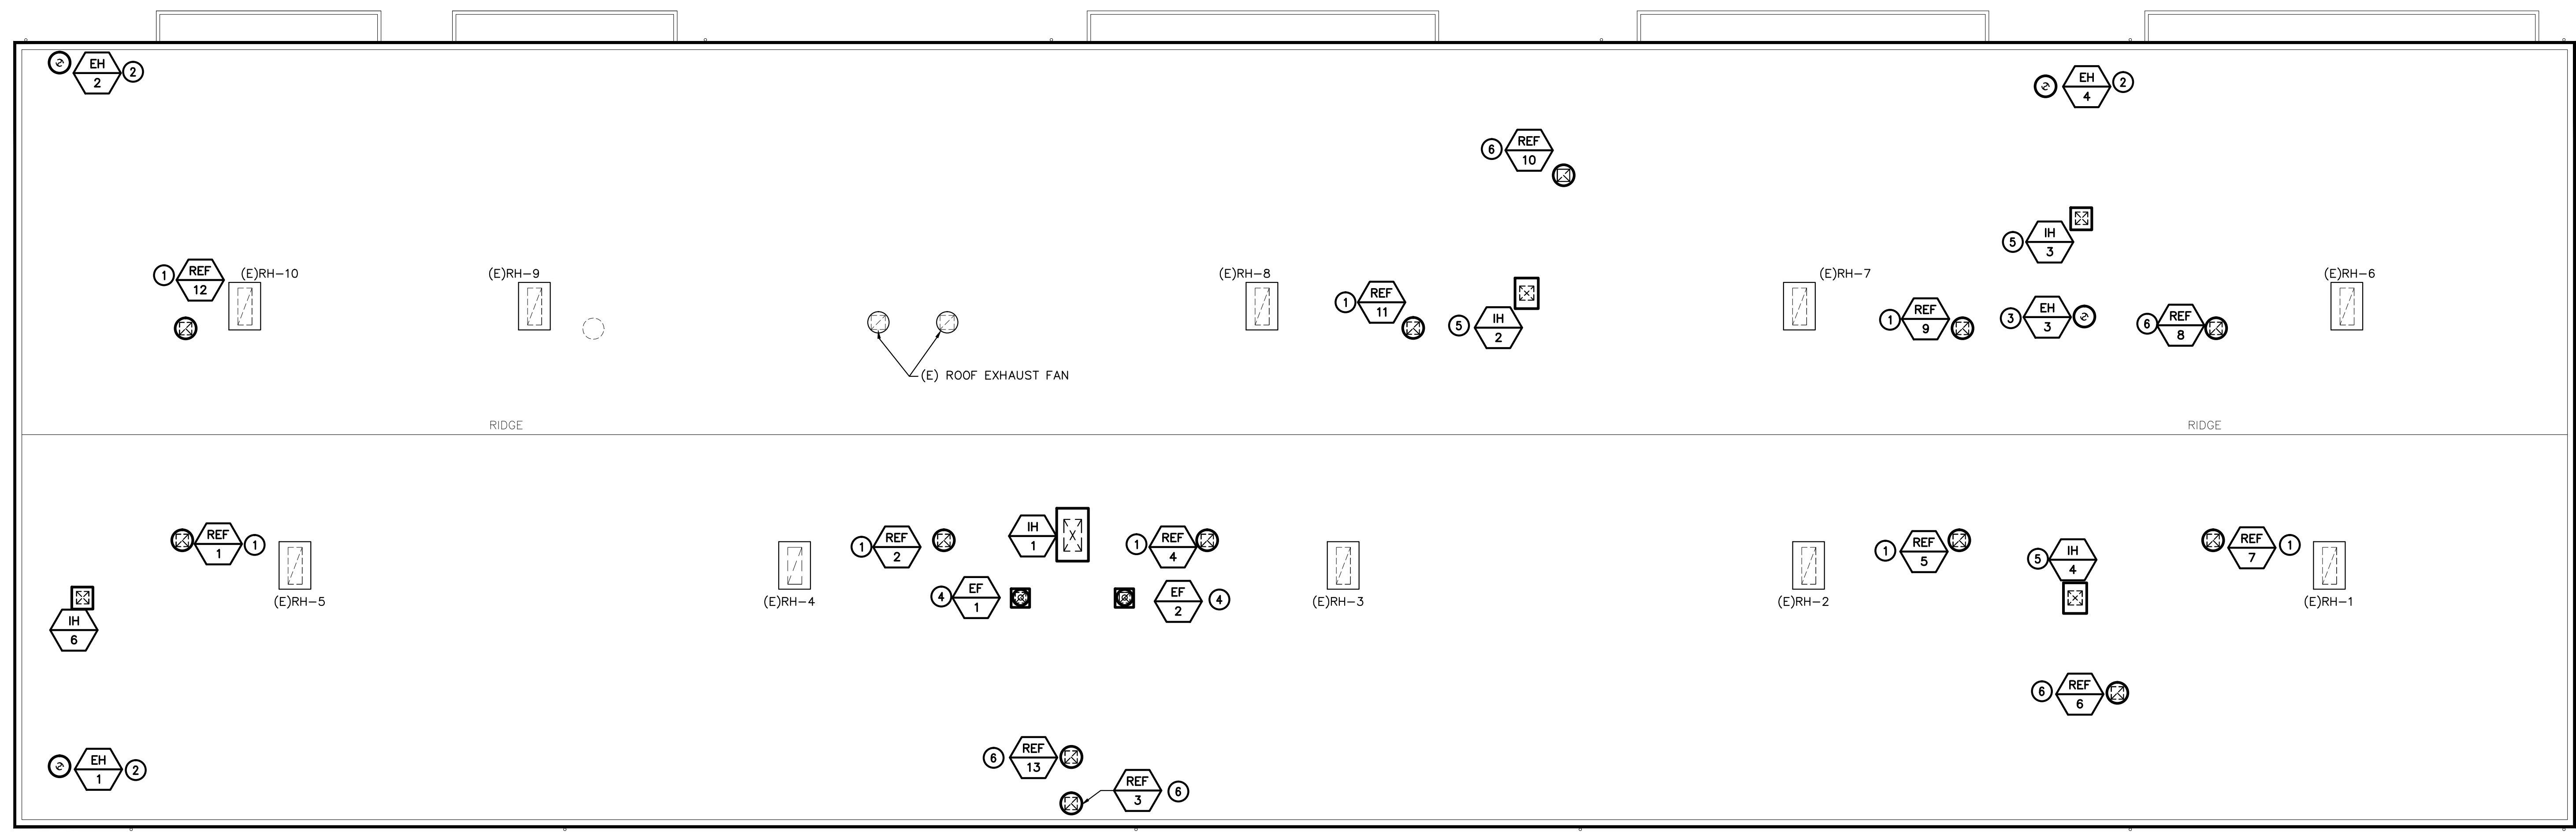 EH
2
2
EH
4
2
6
REF
10
5
IH
3
1
REF
12
(E)RH-10
(E)RH-9
(E)RH-8
1
REF
11
5
IH
2
(E)RH-7
1
REF
9
3
EH
3
6
REF
8
(E)RH-6
(E) ROOF EXHAUST FAN
RIDGE
RIDGE
REF
1
1
(E)RH-5
(E)RH-4
1
REF
2
IH
1
1
REF
4
4
EF
1
EF
2
4
(E)RH-3
(E)RH-2
1
REF
5
5
IH
4
REF
7
1
(E)RH-1
IH
6
6
REF
6
EH
1
2
6
REF
13
REF
3
6